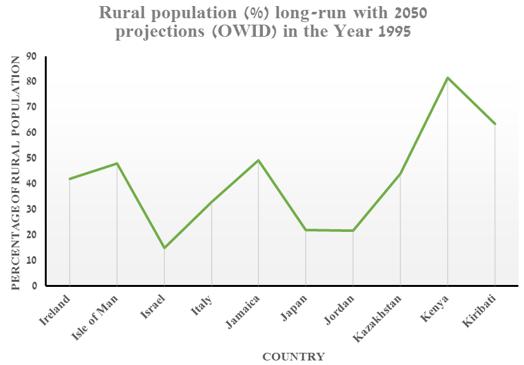 Rural population (%) long-run with 2050
projections (OWID) in the Year 1995
PERCENTAGE OF RURAL POPULATION
90
80
70
60
50
40
30
20
10
0
Ireland
Isle of Man
Israel
Italy
Jamaica
Japan
Jordan
Kazakhstan
Kenya
Kiribati
COUNTRY